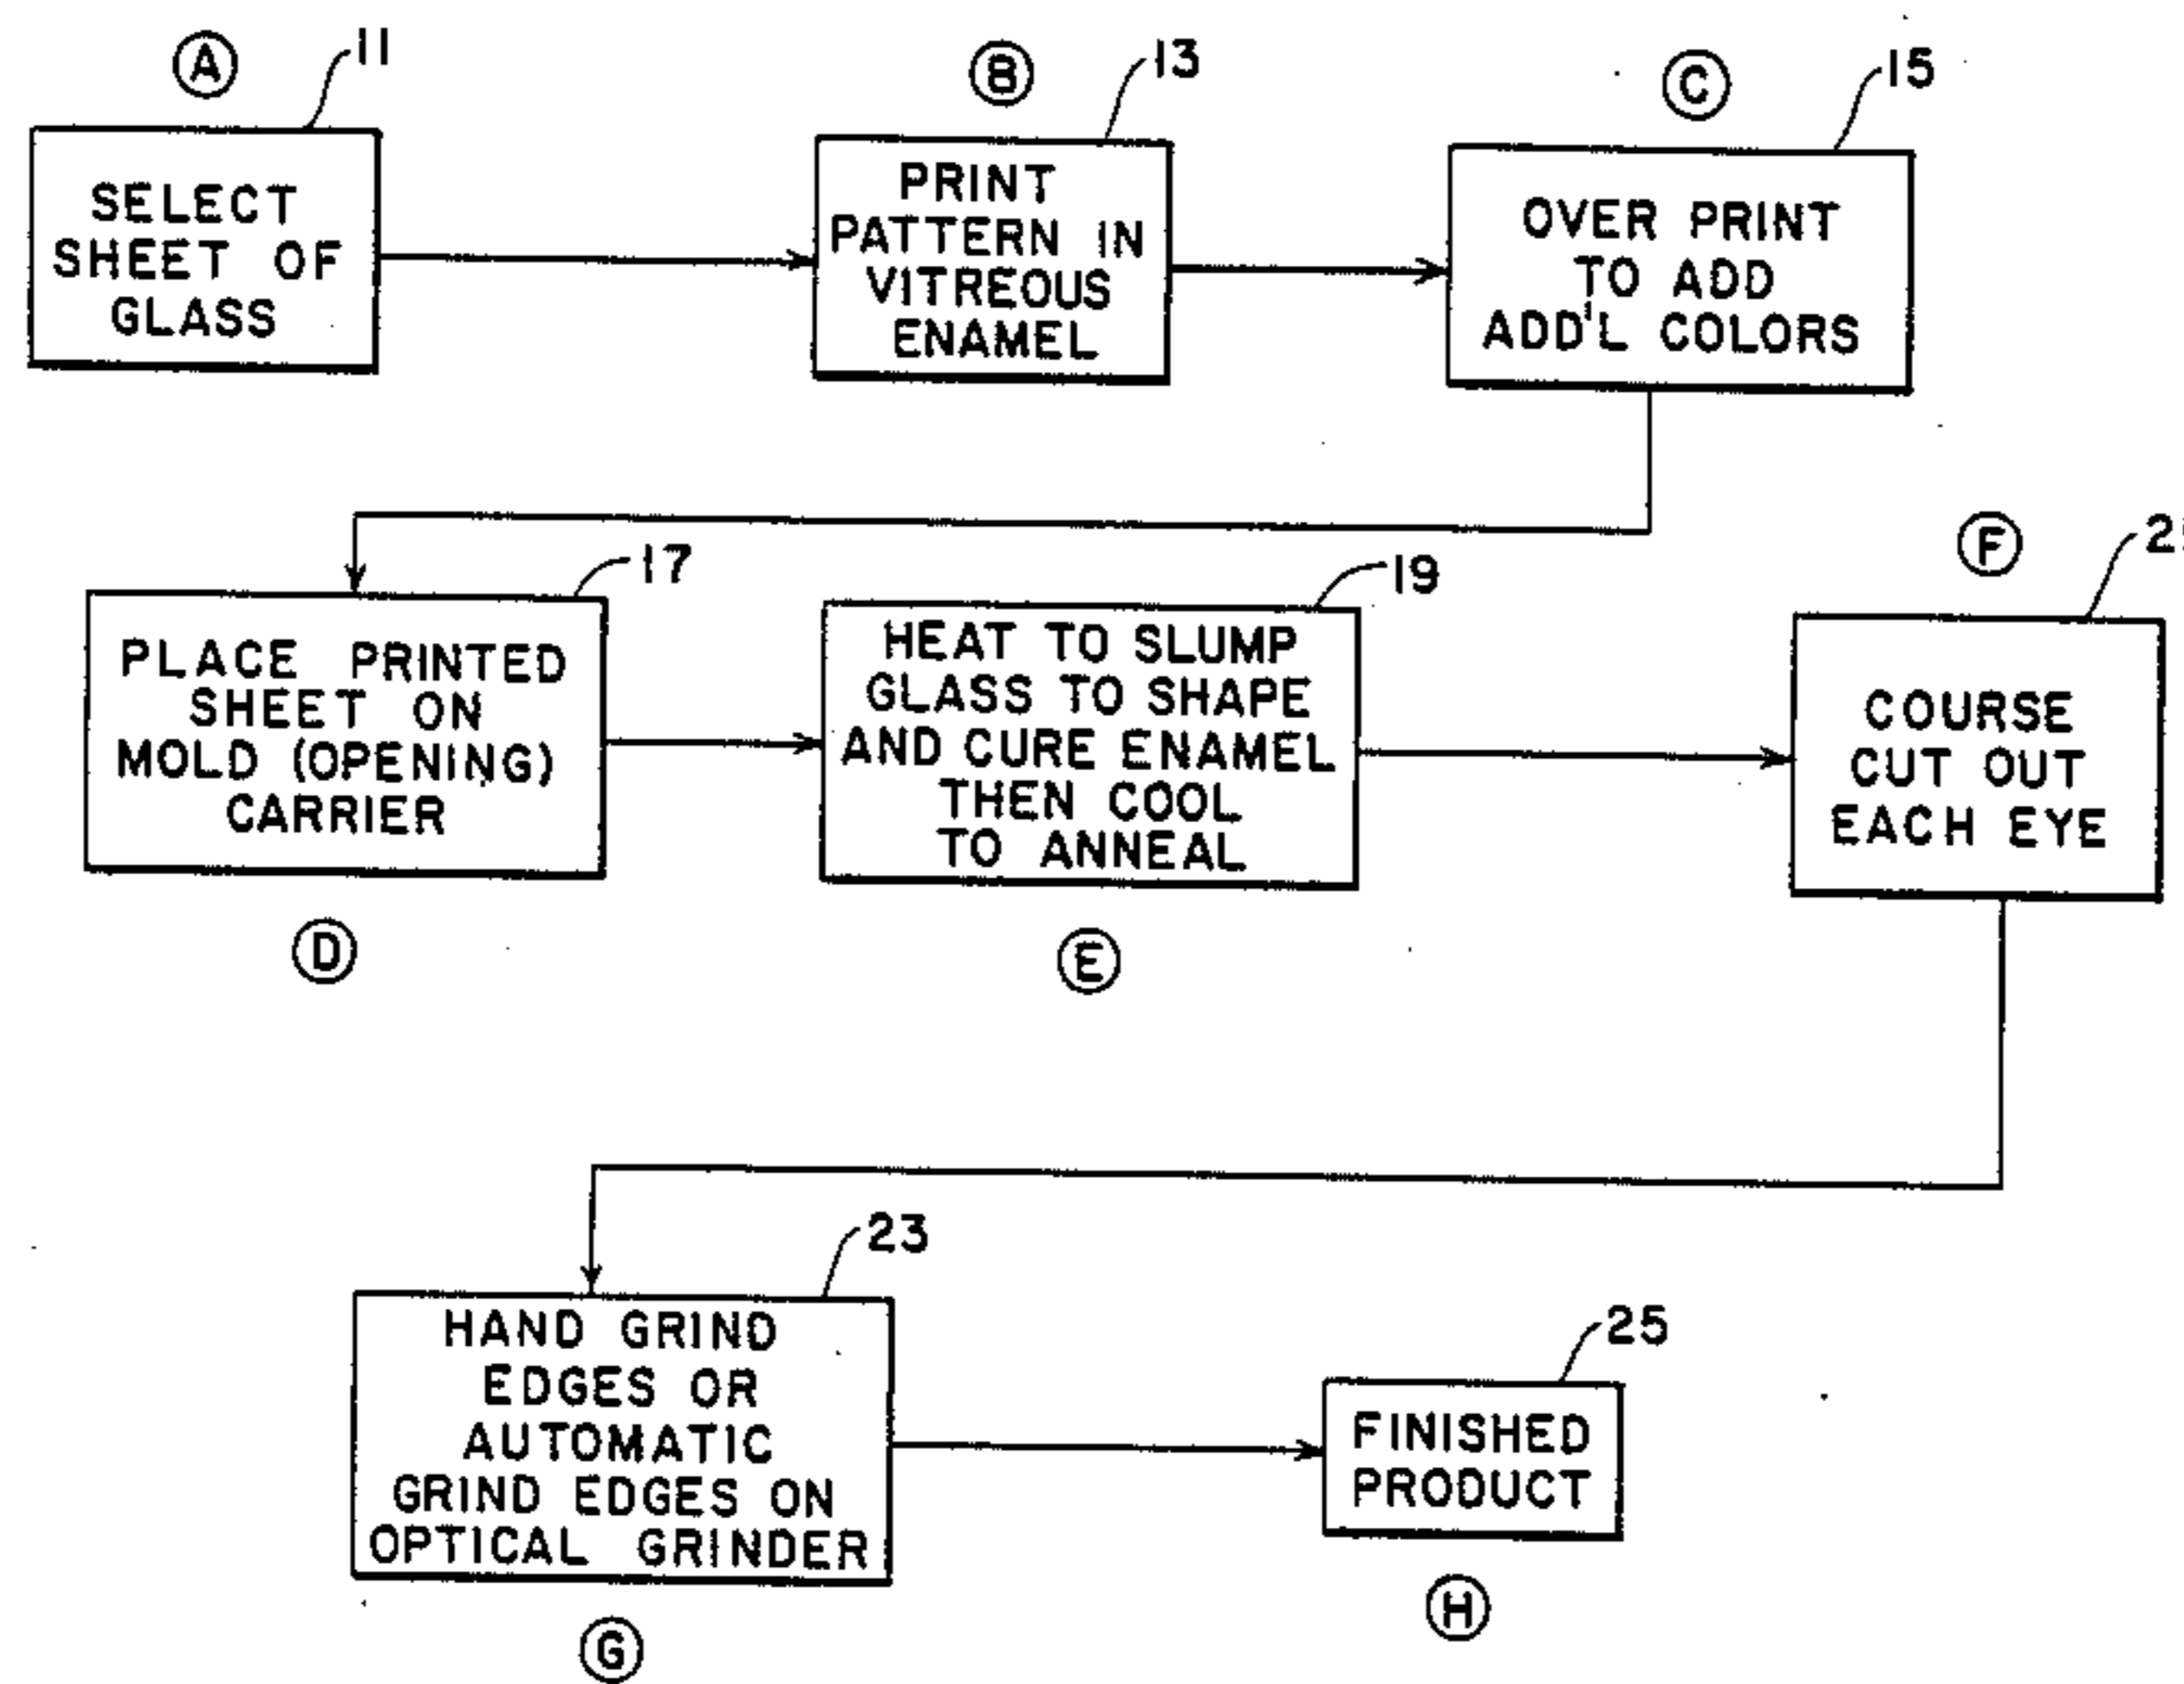 A
11
SELECT
SHEET OF
GLASS
B
13
PRINT
PATTERN IN
VITREOUS
ENAMEL
C
15
OVER PRINT
TO ADD
ADD'L COLORS
17
PLACE PRINTED
SHEET ON
MOLD (OPENING)
CARRIER
D
19
HEAT TO SLUMP
GLASS TO SHAPE
AND CURE ENAMEL
THEN COOL
TO ANNEAL
E
F
COURSE
CUT OUT
EACH EYE
23
HAND GRIND
EDGES OR
AUTOMATIC
GRIND EDGES ON
OPTICAL GRINDER
G
25
FINISHED
PRODUCT
H